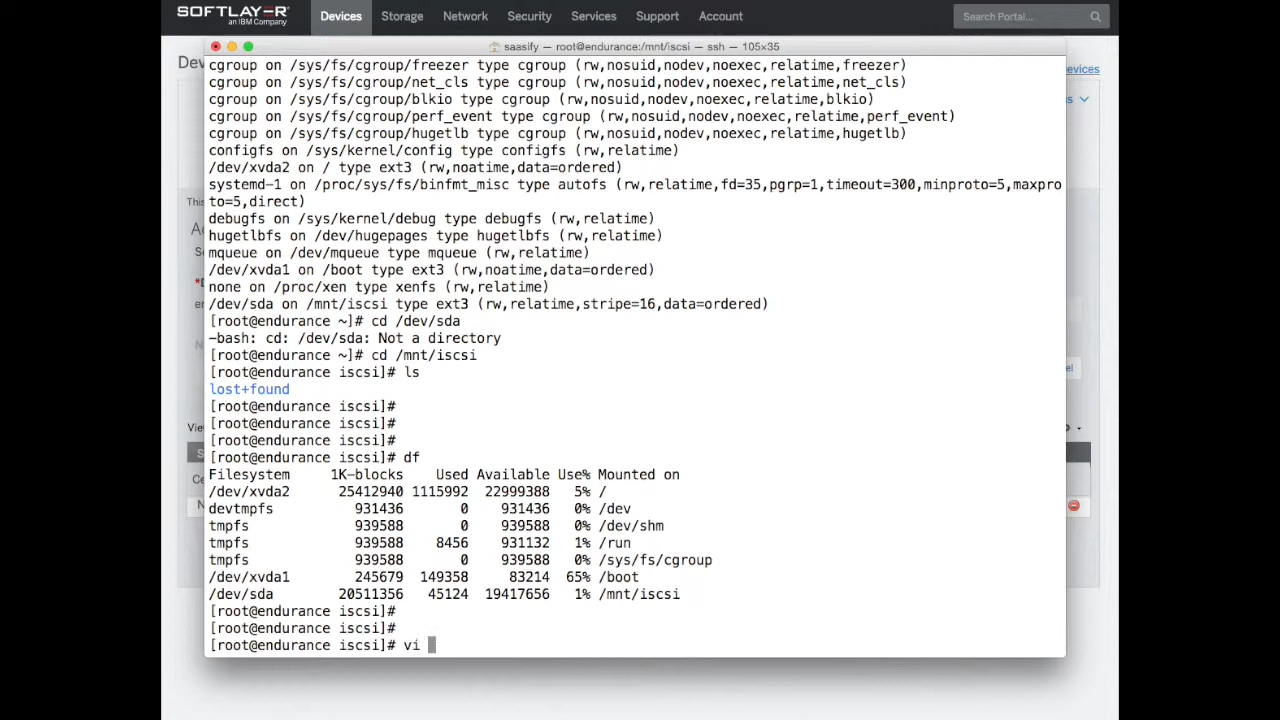 SOFTLAYER
an IBM Company
Devices
Storage
Network
Security
Services
Support
Account
Search Portal...
saasify — root@endurance:/mnt/iscsi — ssh — 105×35
cgroup on /sys/fs/cgroup/freezer type cgroup (rw,nosuid,nodev,noexec,relatime,freezer)
cgroup on /sys/fs/cgroup/net_cls type cgroup (rw,nosuid,nodev,noexec,relatime,net_cls)
cgroup on /sys/fs/cgroup/blkio type cgroup (rw,nosuid,nodev,noexec,relatime,blkio)
cgroup on /sys/fs/cgroup/perf_event type cgroup (rw,nosuid,nodev,noexec,relatime,perf_event)
cgroup on /sys/fs/cgroup/hugetlb type cgroup (rw,nosuid,nodev,noexec,relatime,hugetlb)
configfs on /sys/kernel/config type configfs (rw,relatime)
/dev/xvda2 on / type ext3 (rw,noatime,data=ordered)
systemd-1 on /proc/sys/fs/binfmt_misc type autofs (rw,relatime,fd=35,pgrp=1,timeout=300,minproto=5,maxpro
to=5,direct)
debugfs on /sys/kernel/debug type debugfs (rw,relatime)
hugetlbfs on /dev/hugepages type hugetlbfs (rw,relatime)
mqueue on /dev/mqueue type mqueue (rw,relatime)
/dev/xvda1 on /boot type ext3 (rw,noatime,data=ordered)
none on /proc/xen type xenfs (rw,relatime)
/dev/sda on /mnt/iscsi type ext3 (rw,relatime,stripe=16,data=ordered)
[root@endurance ~]# cd /dev/sda
-bash: cd: /dev/sda: Not a directory
[root@endurance ~]# cd /mnt/iscsi
[root@endurance iscsi]# ls
lost+found
[root@endurance iscsi]#
[root@endurance iscsi]#
[root@endurance iscsi]#
[root@endurance iscsi]# df
Filesystem 1K-blocks Used Available Use% Mounted on
/dev/xvda2 25412940 1115992 22999388 5% /
devtmpfs 931436 0 931436 0% /dev
tmpfs 939588 0 939588 0% /dev/shm
tmpfs 939588 8456 931132 1% /run
tmpfs 939588 0 939588 0% /sys/fs/cgroup
/dev/xvda1 245679 149358 83214 65% /boot
/dev/sda 20511356 45124 19417656 1% /mnt/iscsi
[root@endurance iscsi]#
[root@endurance iscsi]#
[root@endurance iscsi]# vi